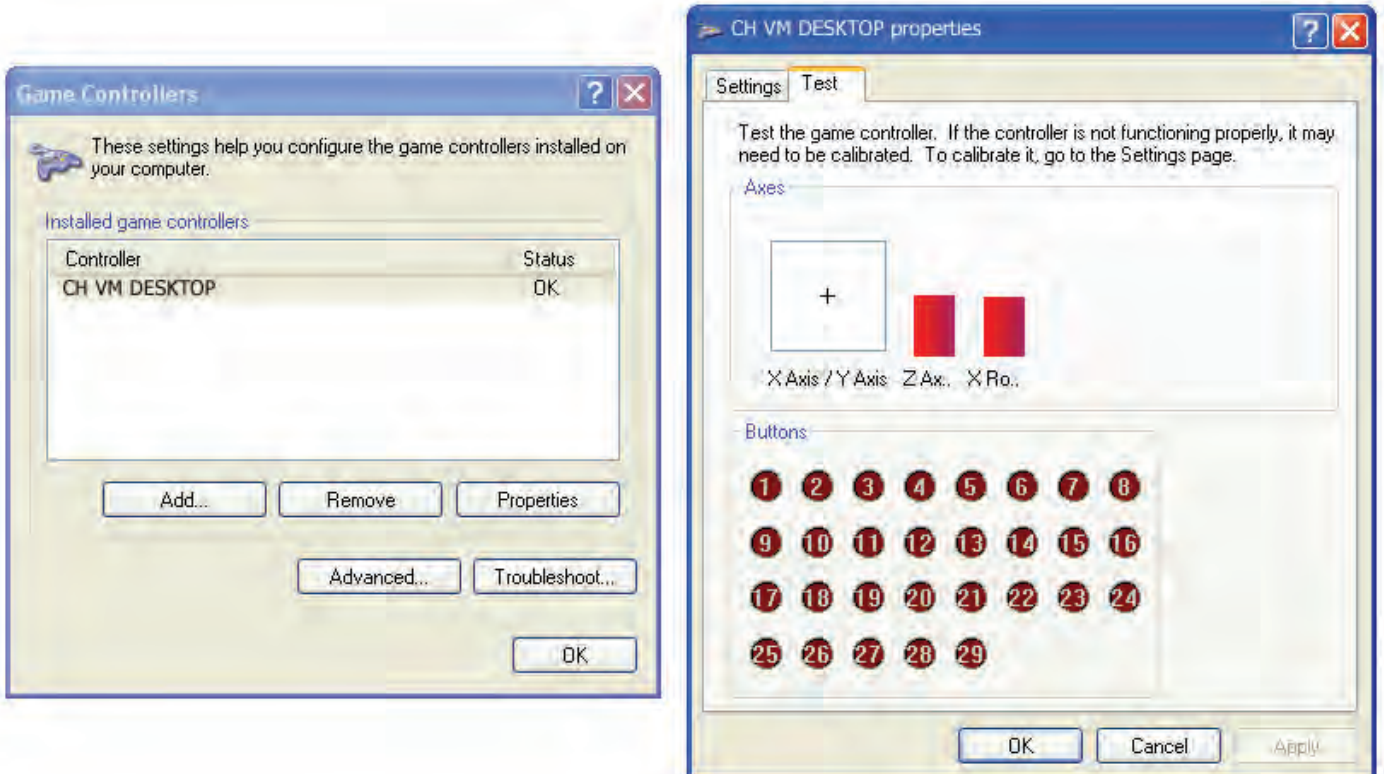 Game Controllers
These settings help you configure the game controllers installed on
your computer.
Installed game controllers
Controller Status
CH VM DESKTOP OK
Add... Remove Properties
Advanced... Troubleshoot...
OK
CH VM DESKTOP properties
Settings Test
Test the game controller. If the controller is not functioning properly, it may
need to be calibrated. To calibrate it, go to the Settings page.
Axes
X Axis / Y Axis Z Ax.. X Ro..
Buttons
1 2 3 4 5 6 7 8
9 10 11 12 13 14 15 16
17 18 19 20 21 22 23 24
25 26 27 28 29
OK Cancel Apply